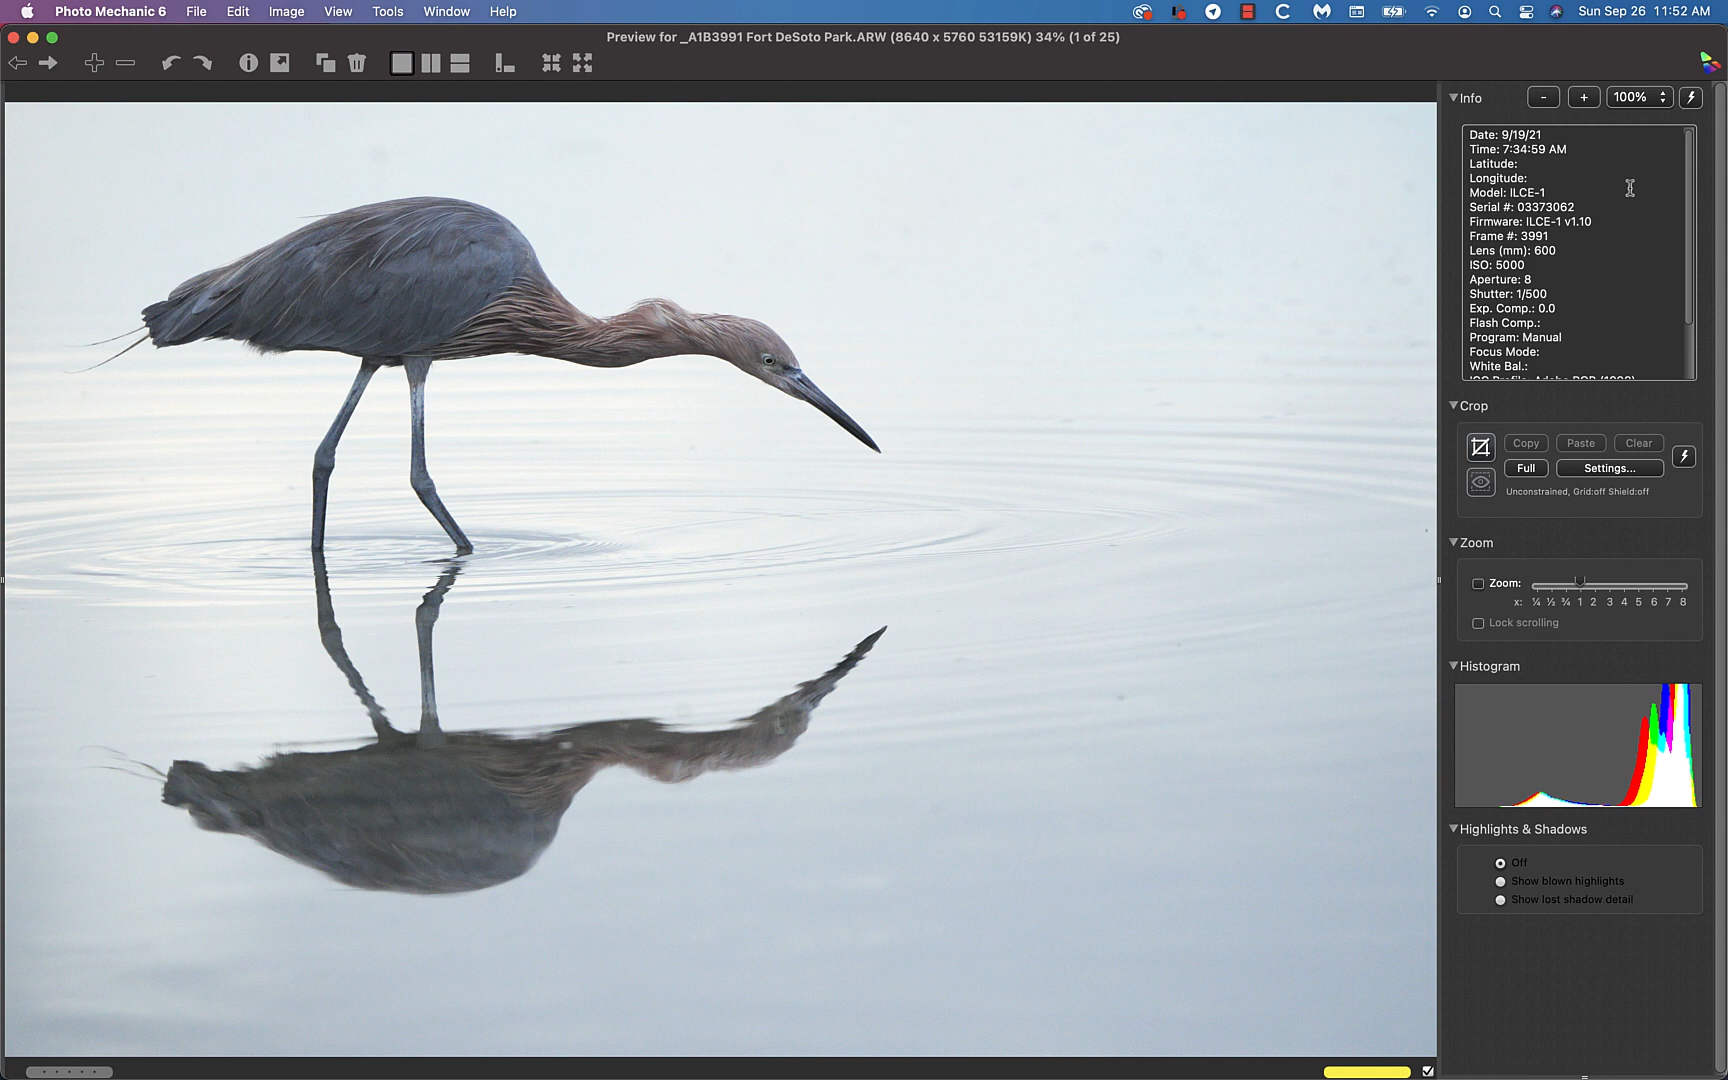 Photo Mechanic 6 File Edit Image View Tools Window Help Sun Sep 26 11:52 AM
Preview for _A1B3991 Fort DeSoto Park.ARW (8640 x 5760 53159K) 34% (1 of 25)
Info - + 100%
Date: 9/19/21
Time: 7:34:59 AM
Latitude:
Longitude:
Model: ILCE-1
Serial #: 03373062
Firmware: ILCE-1 v1.10
Frame #: 3991
Lens (mm): 600
ISO: 5000
Aperture: 8
Shutter: 1/500
Exp. Comp.: 0.0
Flash Comp.:
Program: Manual
Focus Mode:
White Bal.:
ICC Profile: Adobe RGB (1998)
Crop
Copy Paste Clear
Full Settings...
Unconstrained, Grid:off Shield:off
Zoom
Zoom:
x: ¼ ½ ¾ 1 2 3 4 5 6 7 8
Lock scrolling
Histogram
Highlights & Shadows
Off
Show blown highlights
Show lost shadow detail